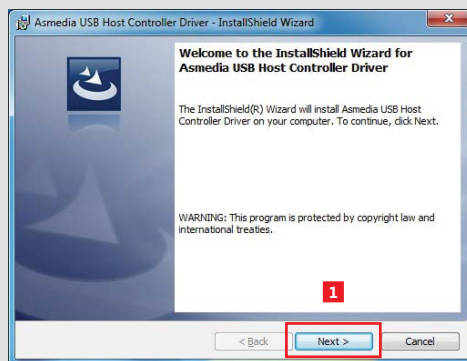 Asmedia USB Host Controller Driver - InstallShield Wizard
Welcome to the InstallShield Wizard for
Asmedia USB Host Controller Driver
The InstallShield(R) Wizard will install Asmedia USB Host
Controller Driver on your computer. To continue, click Next.
WARNING: This program is protected by copyright law and
international treaties.
1
< Back
Next >
Cancel